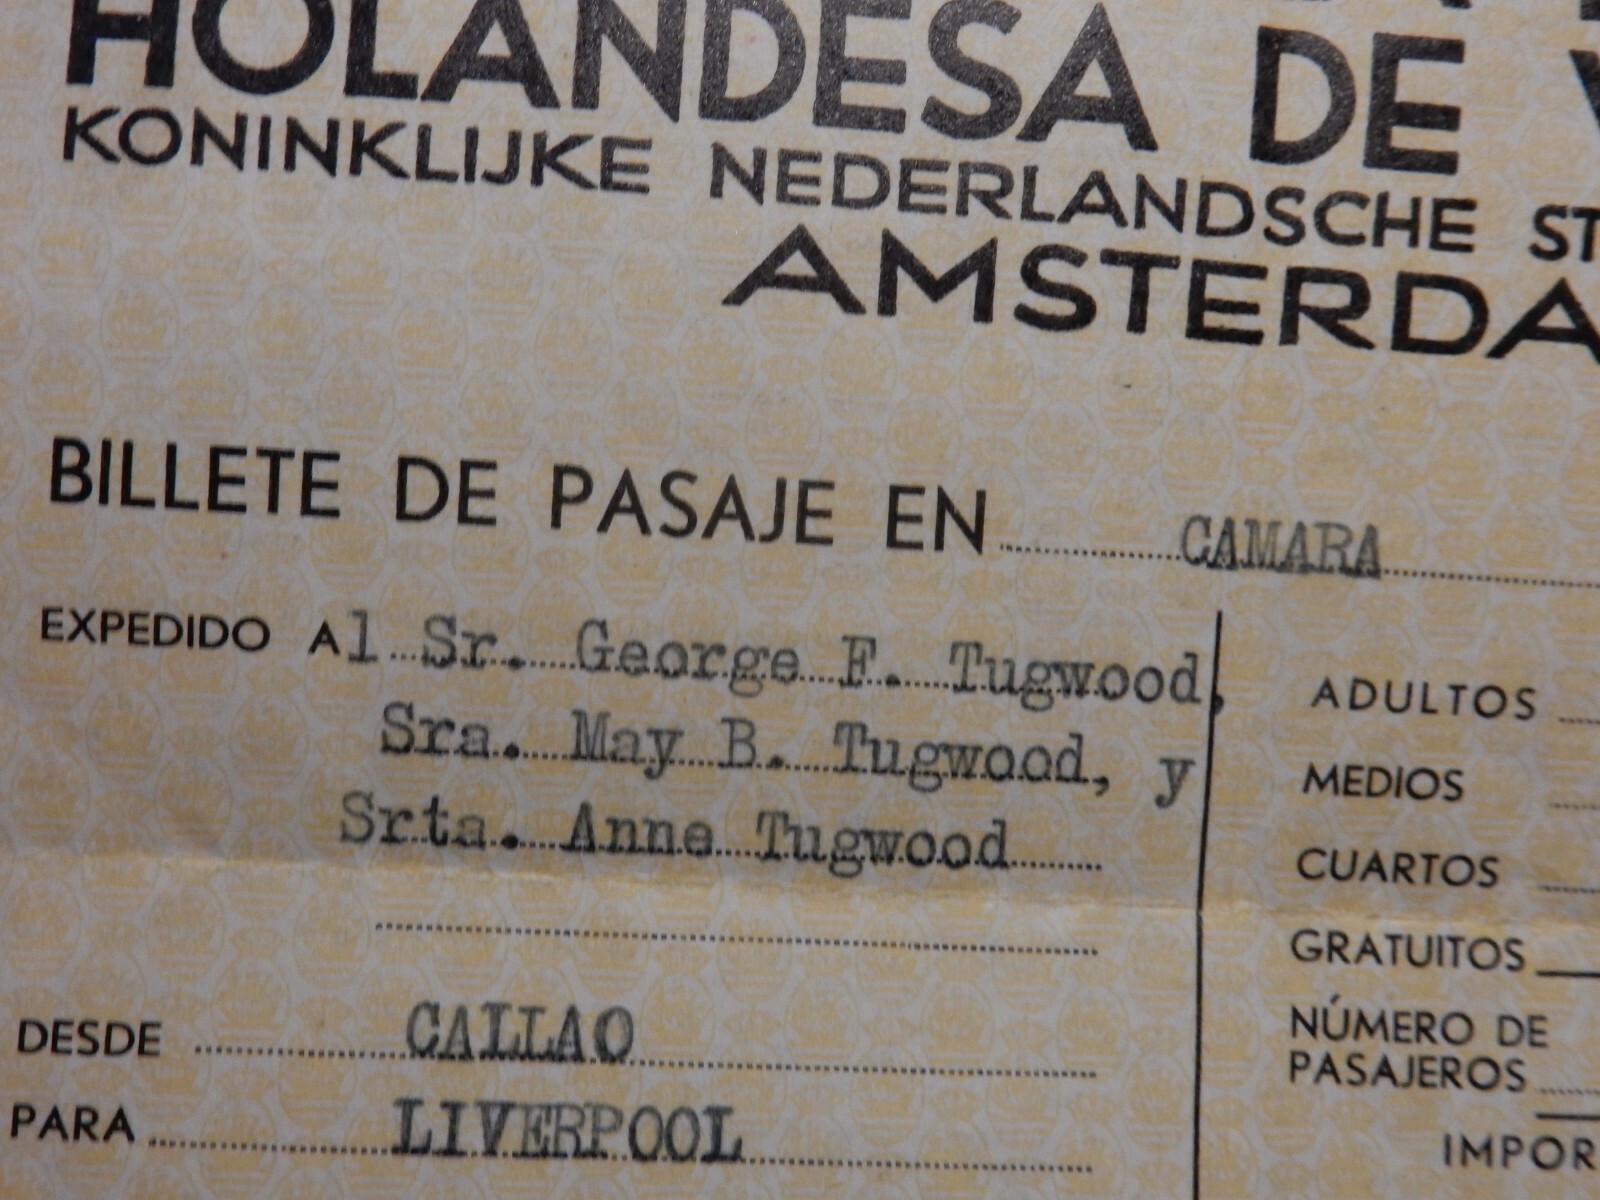 HOLANDESA DE
KONINKLIJKE NEDERLANDSCHE ST
AMSTERDA
BILLETE DE PASAJE EN CAMARA
EXPEDIDO Al Sr. George F. Tugwood,
Sra. May B. Tugwood, y
Srta. Anne Tugwood
DESDE CALLAO
PARA LIVERPOOL
ADULTOS
MEDIOS
CUARTOS
GRATUITOS
NÚMERO DE
PASAJEROS
IMPOR